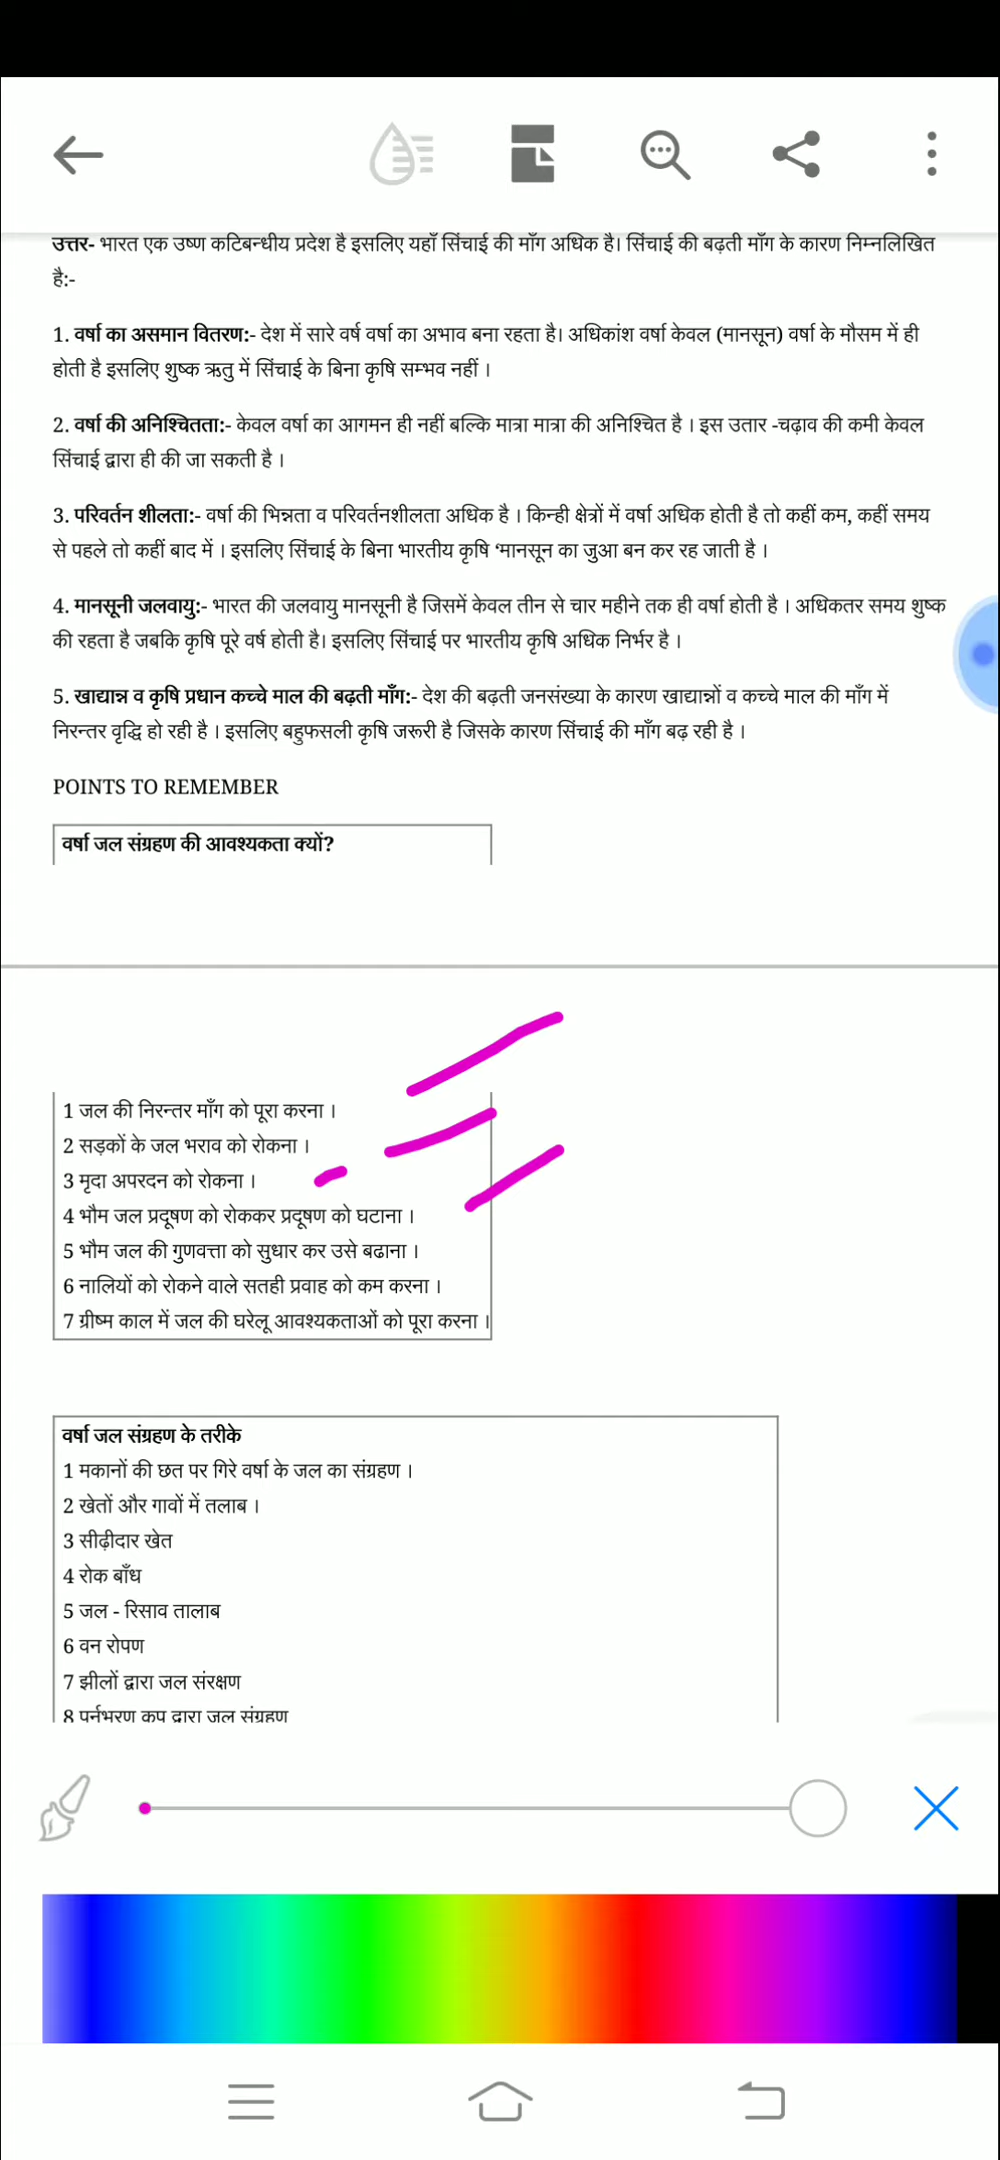 उत्तर- भारत एक उष्ण कटिबन्धीय प्रदेश है इसलिए यहाँ सिंचाई की माँग अधिक है। सिंचाई की बढ़ती माँग के कारण निम्नलिखित
है:-
1. वर्षा का असमान वितरण:- देश में सारे वर्ष वर्षा का अभाव बना रहता है। अधिकांश वर्षा केवल (मानसून) वर्षा के मौसम में ही
होती है इसलिए शुष्क ऋतु में सिंचाई के बिना कृषि सम्भव नहीं ।
2. वर्षा की अनिश्चितता:- केवल वर्षा का आगमन ही नहीं बल्कि मात्रा मात्रा की अनिश्चित है । इस उतार -चढ़ाव की कमी केवल
सिंचाई द्वारा ही की जा सकती है ।
3. परिवर्तन शीलता:- वर्षा की भिन्नता व परिवर्तनशीलता अधिक है । किन्ही क्षेत्रों में वर्षा अधिक होती है तो कहीं कम, कहीं समय
से पहले तो कहीं बाद में । इसलिए सिंचाई के बिना भारतीय कृषि ‘मानसून का जुआ बन कर रह जाती है ।
4. मानसूनी जलवायु:- भारत की जलवायु मानसूनी है जिसमें केवल तीन से चार महीने तक ही वर्षा होती है । अधिकतर समय शुष्क
की रहता है जबकि कृषि पूरे वर्ष होती है। इसलिए सिंचाई पर भारतीय कृषि अधिक निर्भर है ।
5. खाद्यान्न व कृषि प्रधान कच्चे माल की बढ़ती माँग:- देश की बढ़ती जनसंख्या के कारण खाद्यान्नों व कच्चे माल की माँग में
निरन्तर वृद्धि हो रही है । इसलिए बहुफसली कृषि जरूरी है जिसके कारण सिंचाई की माँग बढ़ रही है ।
POINTS TO REMEMBER
वर्षा जल संग्रहण की आवश्यकता क्यों?
1 जल की निरन्तर माँग को पूरा करना ।
2 सड़कों के जल भराव को रोकना ।
3 मृदा अपरदन को रोकना ।
4 भौम जल प्रदूषण को रोककर प्रदूषण को घटाना ।
5 भौम जल की गुणवत्ता को सुधार कर उसे बढाना ।
6 नालियों को रोकने वाले सतही प्रवाह को कम करना ।
7 ग्रीष्म काल में जल की घरेलू आवश्यकताओं को पूरा करना ।
वर्षा जल संग्रहण के तरीके
1 मकानों की छत पर गिरे वर्षा के जल का संग्रहण ।
2 खेतों और गावों में तलाब ।
3 सीढ़ीदार खेत
4 रोक बाँध
5 जल - रिसाव तालाब
6 वन रोपण
7 झीलों द्वारा जल संरक्षण
8 पुर्नभरण कूप द्वारा जल संग्रहण